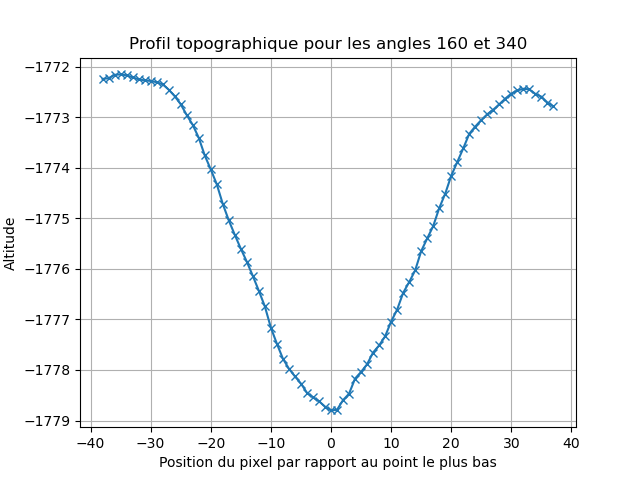 Profil topographique pour les angles 160 et 340
Altitude
−1772
−1773
−1774
−1775
−1776
−1777
−1778
−1779
−40 −30 −20 −10 0 10 20 30 40
Position du pixel par rapport au point le plus bas